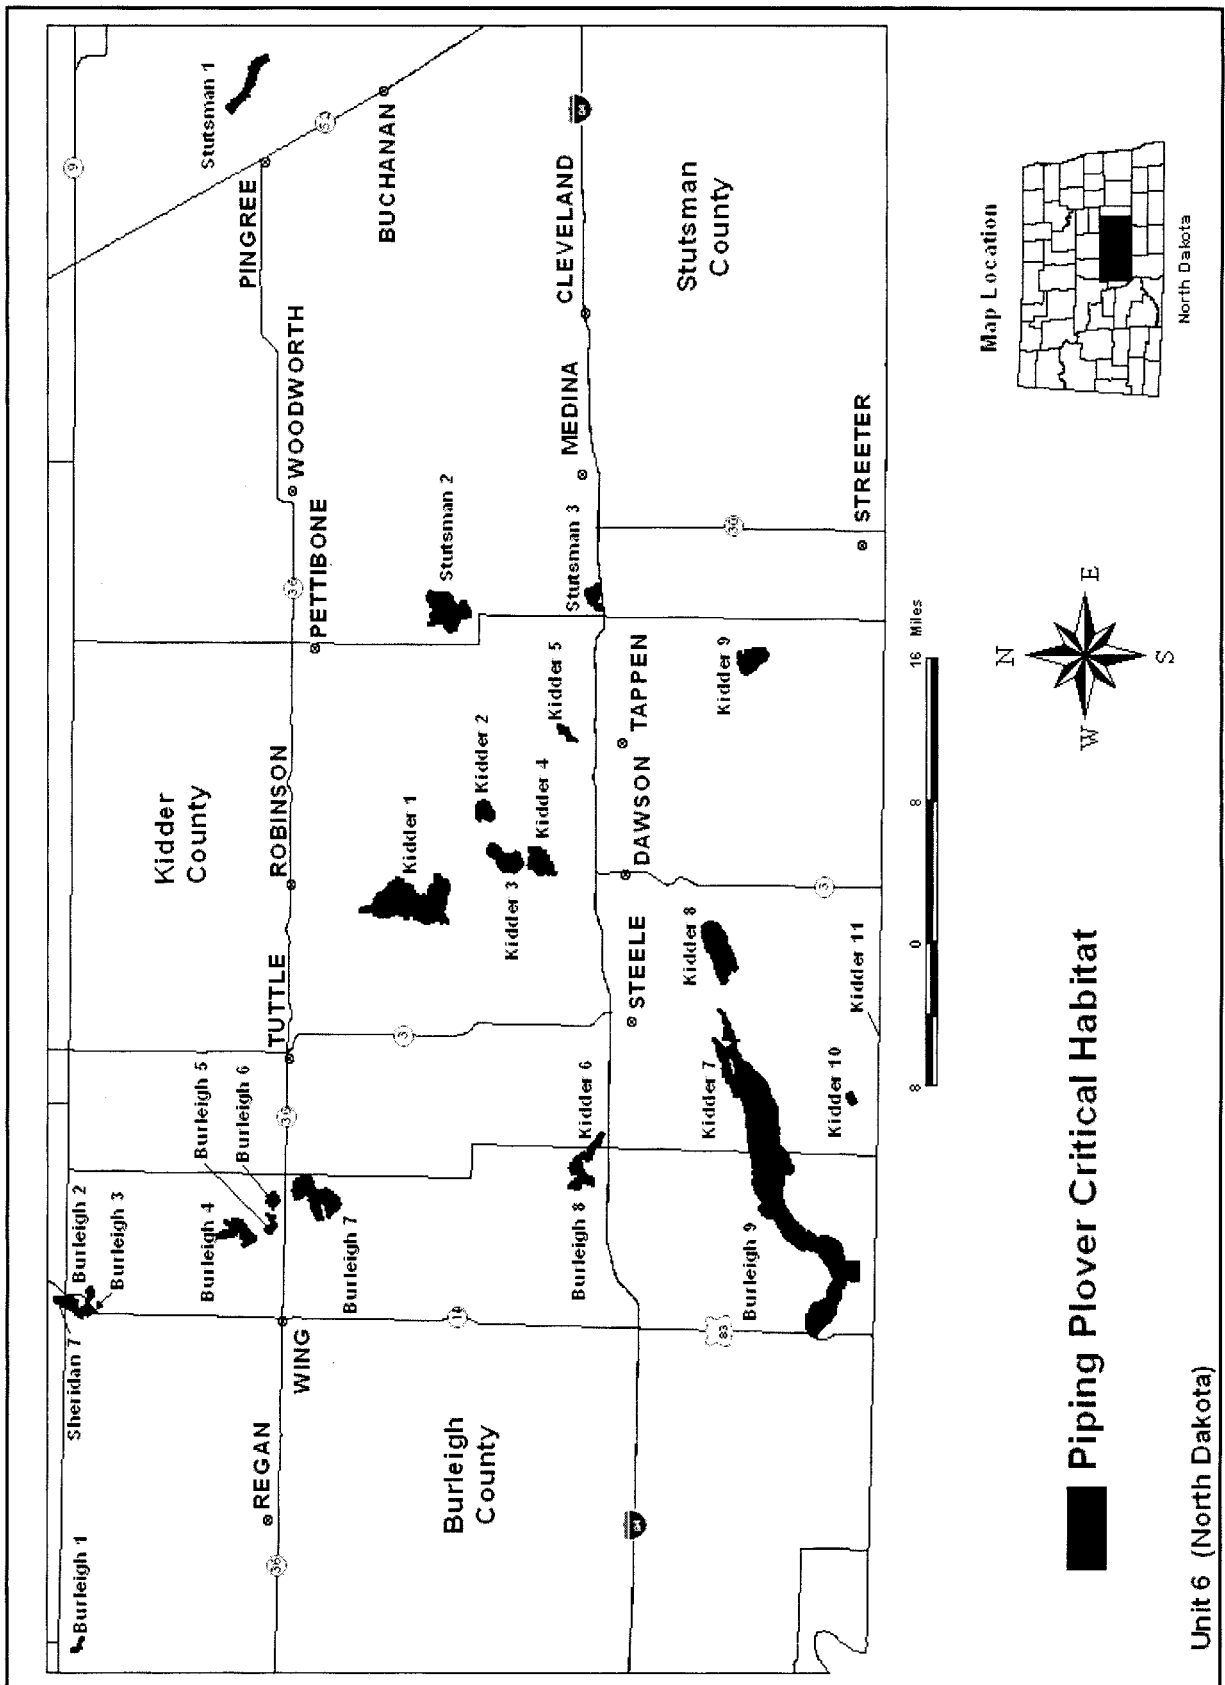 Burleigh 1
Sheridan 7
Burleigh 2
Burleigh 3
Burleigh 4
Burleigh 5
Burleigh 6
Burleigh 7
Kidder
County
Stutsman 1
9
52
36
REGAN
WING
36
TUTTLE
ROBINSON
36
PETTIBONE
WOODWORTH
PINGREE
BUCHANAN
Burleigh
County
14
3
Kidder 1
Kidder 2
Kidder 3
Kidder 4
Kidder 5
Stutsman 2
Stutsman 3
MEDINA
CLEVELAND
94
Burleigh 8
Kidder 6
94
STEELE
DAWSON
TAPPEN
Stutsman
County
83
Burleigh 9
Kidder 7
Kidder 8
Kidder 9
30
3
Kidder 10
Kidder 11
STREETER
8
0
8
16 Miles
Piping Plover Critical Habitat
N
W
E
S
Map Location
North Dakota
Unit 6 (North Dakota)